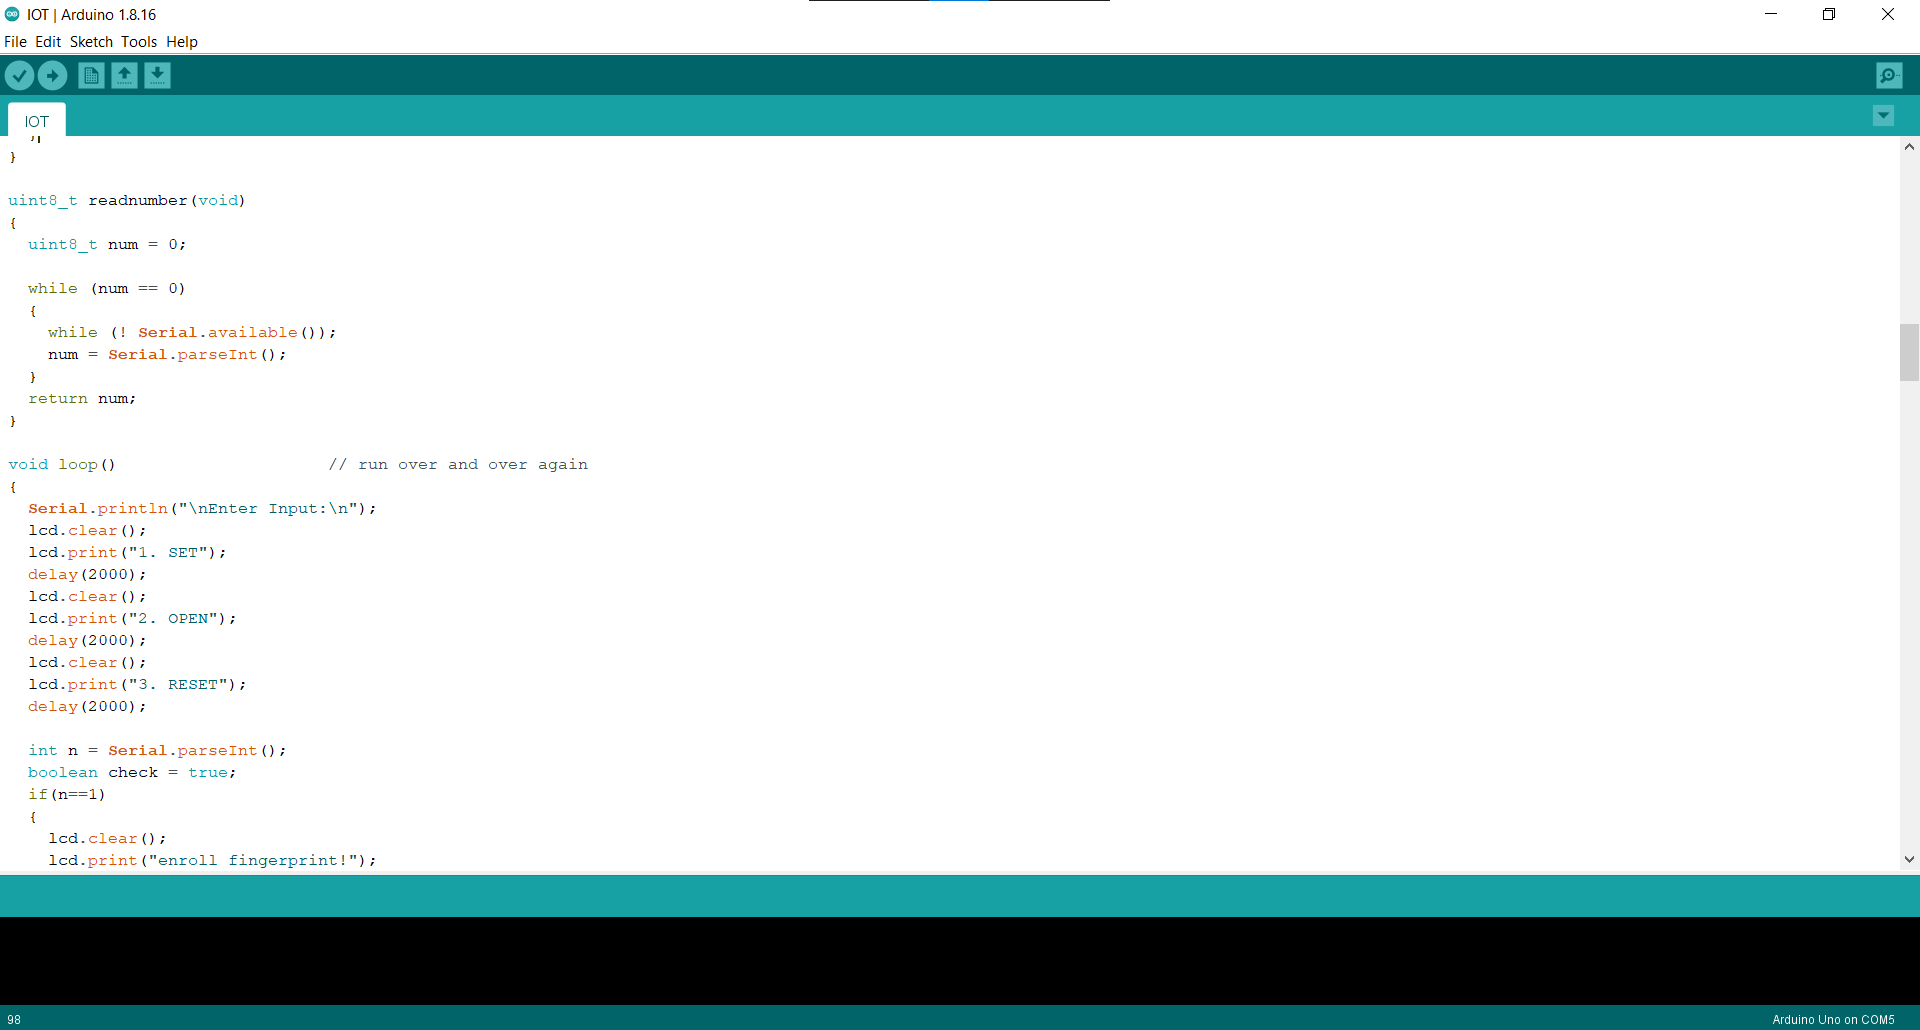 IOT | Arduino 1.8.16
File Edit Sketch Tools Help
IOT
}
uint8_t readnumber(void)
{
  uint8_t num = 0;
  while (num == 0)
  {
    while (! Serial.available());
    num = Serial.parseInt();
  }
  return num;
}
void loop()                     // run over and over again
{
  Serial.println("\nEnter Input:\n");
  lcd.clear();
  lcd.print("1. SET");
  delay(2000);
  lcd.clear();
  lcd.print("2. OPEN");
  delay(2000);
  lcd.clear();
  lcd.print("3. RESET");
  delay(2000);
  int n = Serial.parseInt();
  boolean check = true;
  if(n==1)
  {
    lcd.clear();
    lcd.print("enroll fingerprint!");
98
Arduino Uno on COM5